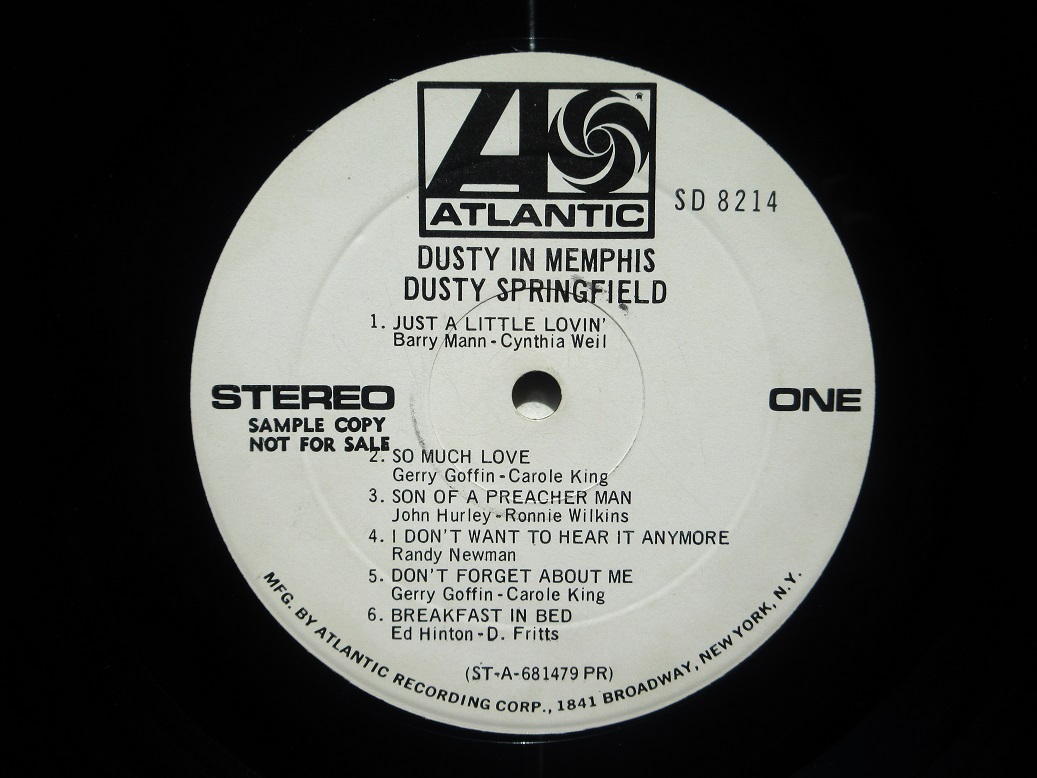 ATLANTIC
SD 8214
DUSTY IN MEMPHIS
DUSTY SPRINGFIELD
1. JUST A LITTLE LOVIN'
Barry Mann-Cynthia Weil
STEREO
ONE
SAMPLE COPY
NOT FOR SALE
2. SO MUCH LOVE
Gerry Goffin-Carole King
3. SON OF A PREACHER MAN
John Hurley-Ronnie Wilkins
4. I DON'T WANT TO HEAR IT ANYMORE
Randy Newman
5. DON'T FORGET ABOUT ME
Gerry Goffin-Carole King
6. BREAKFAST IN BED
Ed Hinton-D. Fritts
(ST-A-681479 PR)
MFG. BY ATLANTIC RECORDING CORP., 1841 BROADWAY, NEW YORK, N.Y.